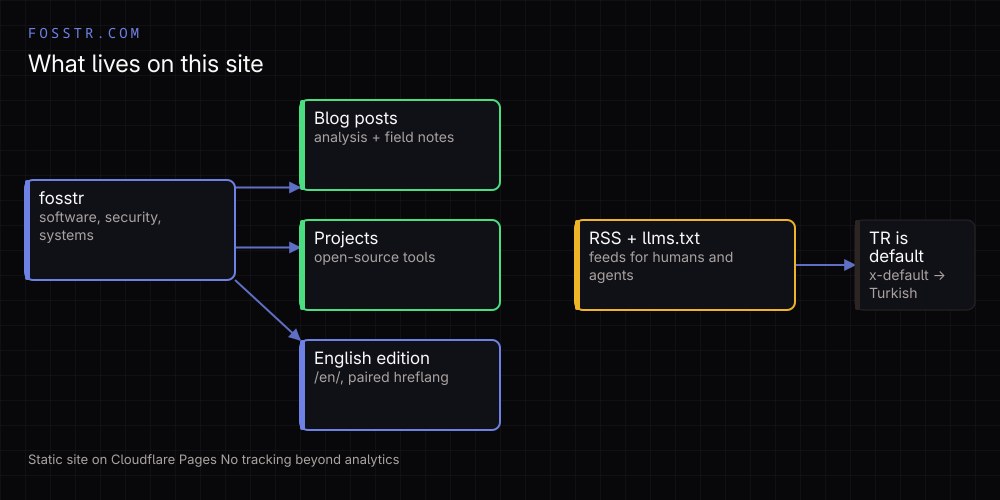 FOSSTR.COM
What lives on this site
Blog posts
analysis + field notes
fosstr
software, security,
systems
Projects
open-source tools
RSS + llms.txt
feeds for humans and
agents
TR is
default
x-default →
Turkish
English edition
/en/, paired hreflang
Static site on Cloudflare Pages No tracking beyond analytics